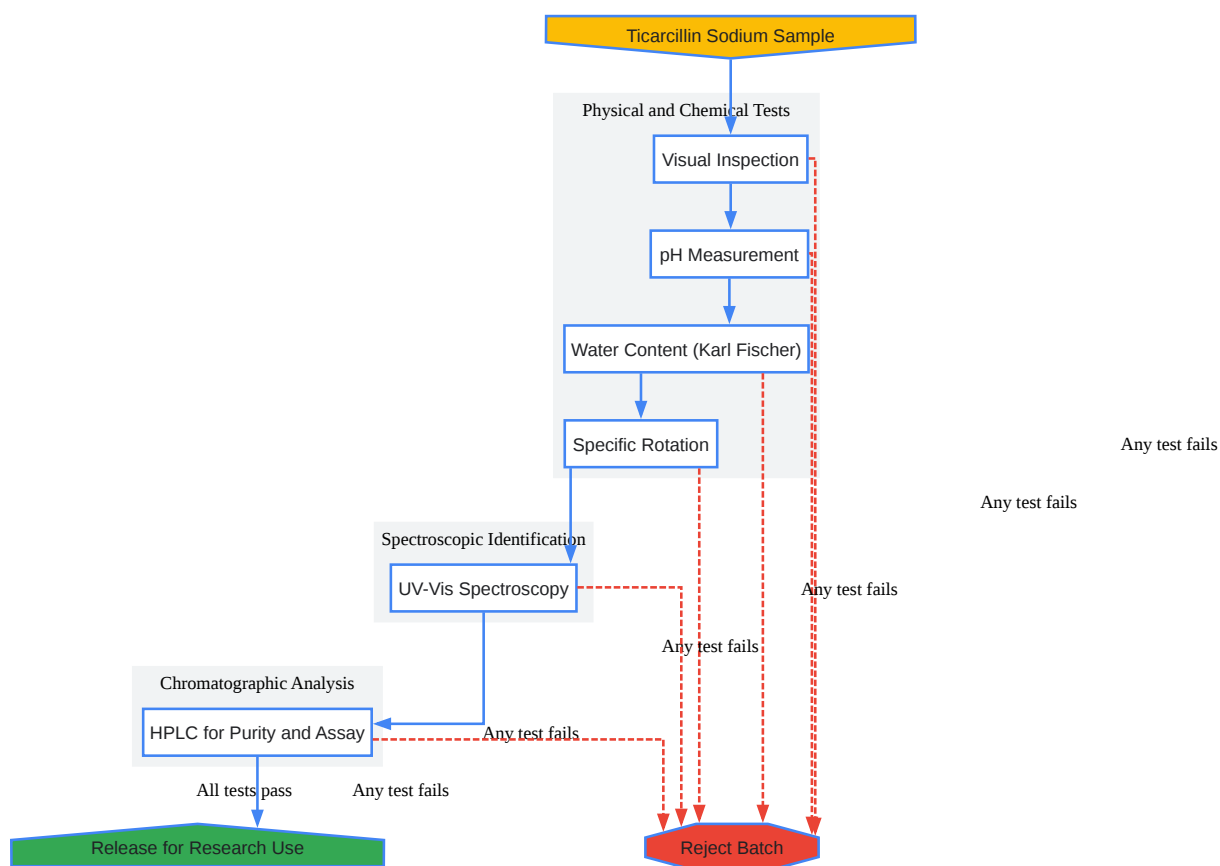 Ticarcillin Sodium Sample
Physical and Chemical Tests
Visual Inspection
pH Measurement
Water Content (Karl Fischer)
Specific Rotation
Any test fails
Any test fails
Spectroscopic Identification
UV-Vis Spectroscopy
Any test fails
Any test fails
Chromatographic Analysis
HPLC for Purity and Assay
Any test fails
All tests pass
Any test fails
Release for Research Use
Reject Batch